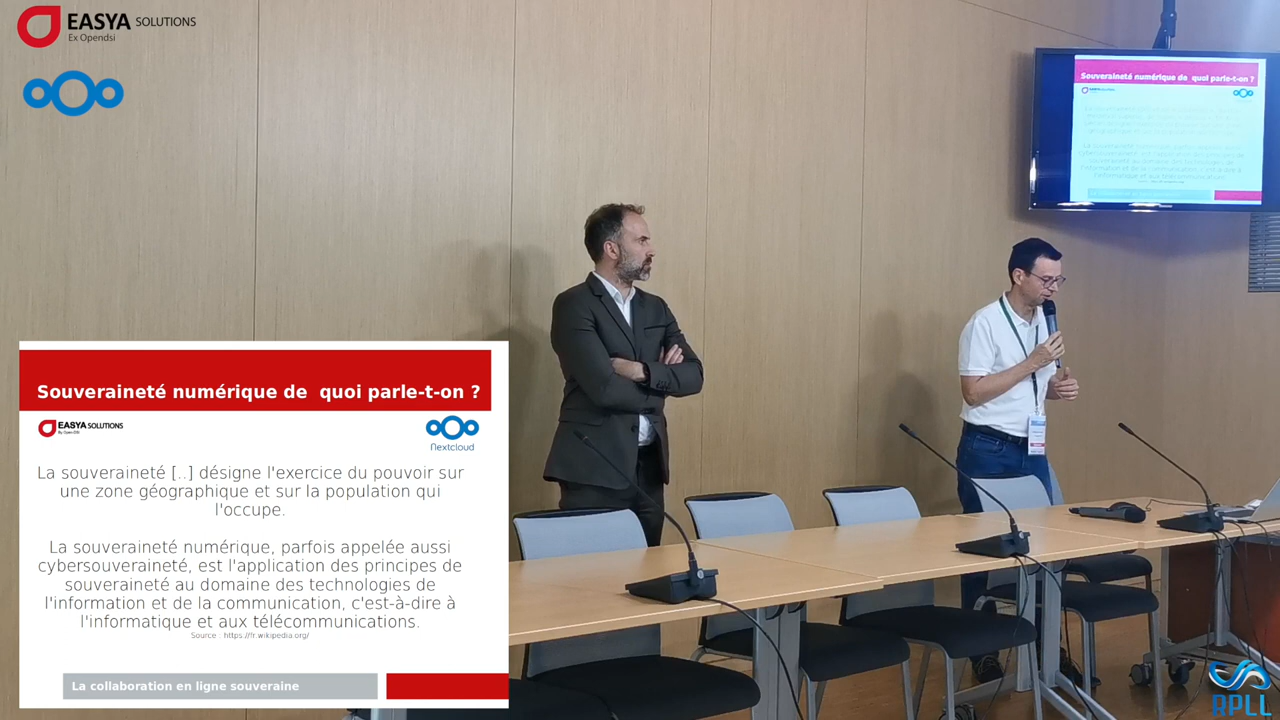 EASYA SOLUTIONS
Ex Opendsi
Souveraineté numérique de quoi parle-t-on ?
Souveraineté numérique de  quoi parle-t-on ?
EASYA SOLUTIONS
Nextcloud
La souveraineté [..] désigne l'exercice du pouvoir sur
une zone géographique et sur la population qui
l'occupe.
La souveraineté numérique, parfois appelée aussi
cybersouveraineté, est l'application des principes de
souveraineté au domaine des technologies de
l'information et de la communication, c'est-à-dire à
l'informatique et aux télécommunications.
Source : https://fr.wikipedia.org/
La collaboration en ligne souveraine
RPLL